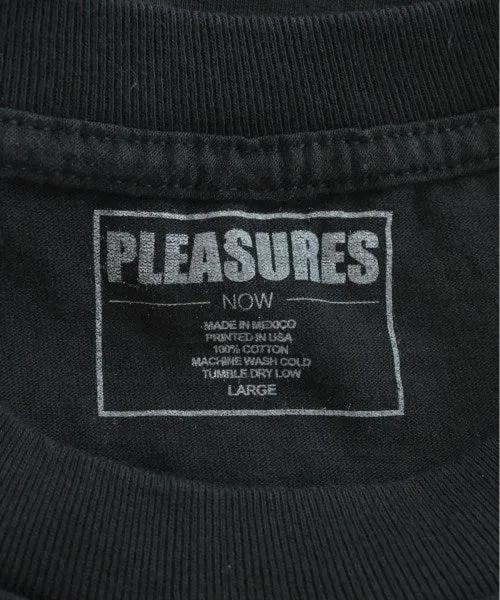 PLEASURES
NOW
MADE IN MEXICO
PRINTED IN USA
100% COTTON
MACHINE WASH COLD
TUMBLE DRY LOW
LARGE